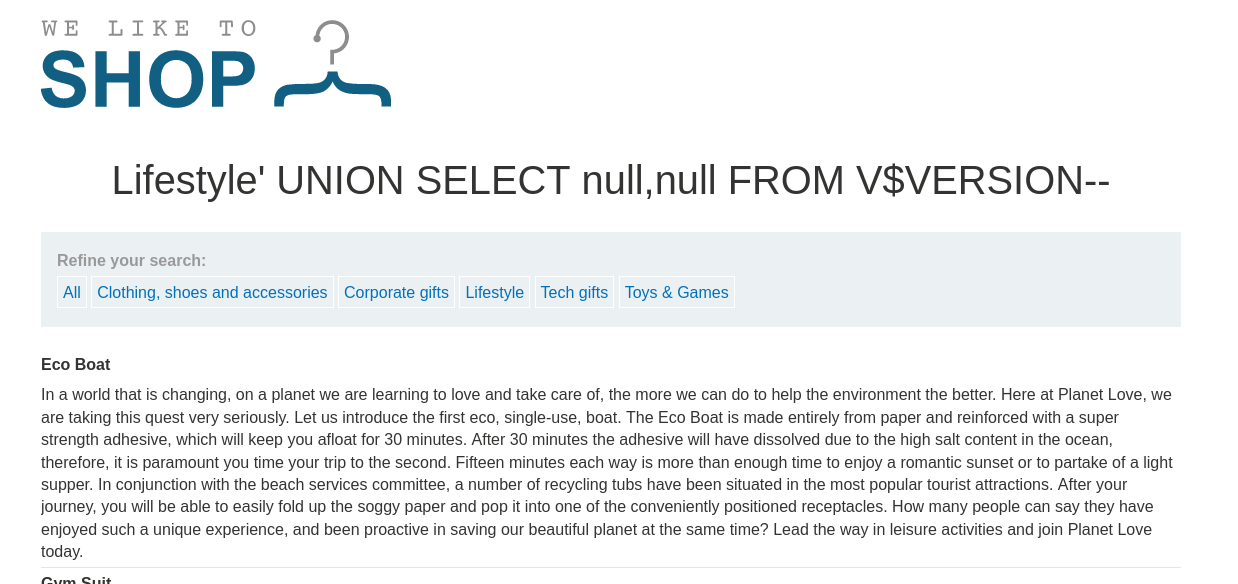 WE LIKE TO
SHOP
Lifestyle' UNION SELECT null,null FROM V$VERSION--
Refine your search:
All Clothing, shoes and accessories Corporate gifts Lifestyle Tech gifts Toys & Games
Eco Boat
In a world that is changing, on a planet we are learning to love and take care of, the more we can do to help the environment the better. Here at Planet Love, we
are taking this quest very seriously. Let us introduce the first eco, single-use, boat. The Eco Boat is made entirely from paper and reinforced with a super
strength adhesive, which will keep you afloat for 30 minutes. After 30 minutes the adhesive will have dissolved due to the high salt content in the ocean,
therefore, it is paramount you time your trip to the second. Fifteen minutes each way is more than enough time to enjoy a romantic sunset or to partake of a light
supper. In conjunction with the beach services committee, a number of recycling tubs have been situated in the most popular tourist attractions. After your
journey, you will be able to easily fold up the soggy paper and pop it into one of the conveniently positioned receptacles. How many people can say they have
enjoyed such a unique experience, and been proactive in saving our beautiful planet at the same time? Lead the way in leisure activities and join Planet Love
today.
Gym Suit